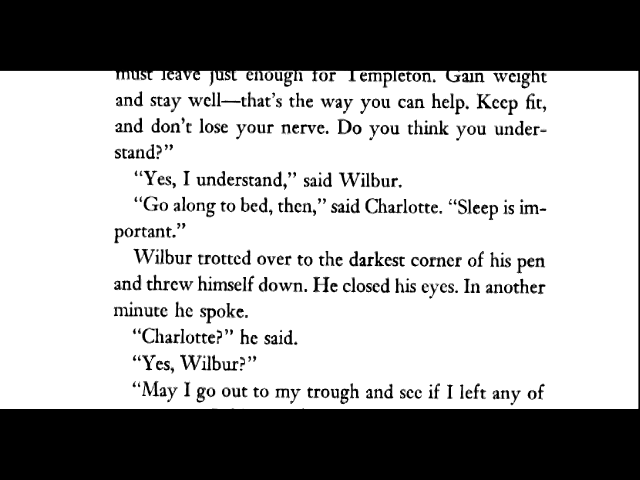 must leave just enough for Templeton. Gain weight
and stay well—that's the way you can help. Keep fit,
and don't lose your nerve. Do you think you under-
stand?"
"Yes, I understand," said Wilbur.
"Go along to bed, then," said Charlotte. "Sleep is im-
portant."
Wilbur trotted over to the darkest corner of his pen
and threw himself down. He closed his eyes. In another
minute he spoke.
"Charlotte?" he said.
"Yes, Wilbur?"
"May I go out to my trough and see if I left any of